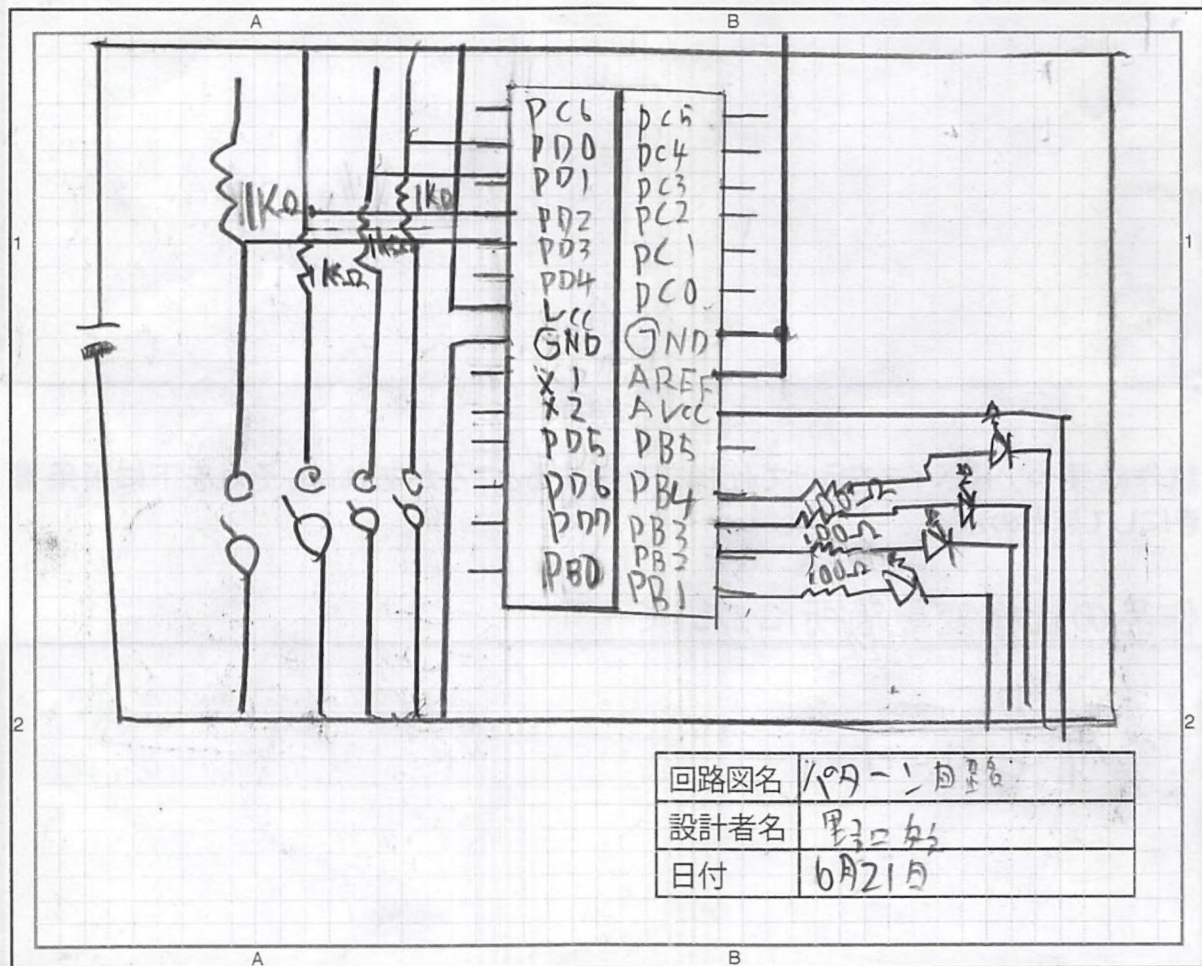 A B
1KΩ
1KΩ
1KΩ
1KΩ
PC6 PC5
PD0 PC4
PD1 PC3
PD2 PC2
PD3 PC1
PD4 PC0
Vcc GND
GND AREF
X1 AVCC
X2 PB5
PD5 PB4
PD6 PB3
PD7 PB2
PB0 PB1
100Ω
100Ω
1 1
2 2
回路図名 パターン
設計者名
日付 6月21日
A B